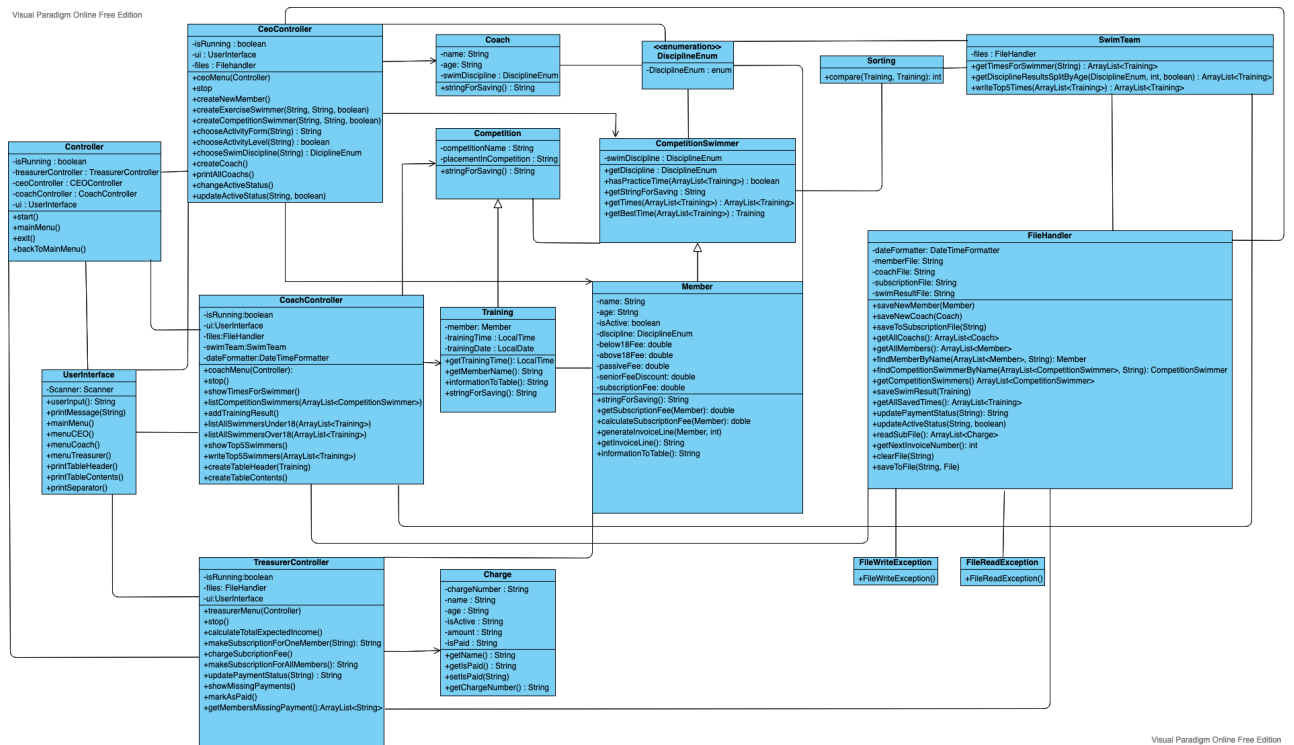 Visual Paradigm Online Free Edition
CeoController
-isRunning : boolean
-ui : UserInterface
-files : Filehandler
+ceoMenu(Controller)
+stop
+createNewMember()
+createExerciseSwimmer(String, String, boolean)
+createCompetitionSwimmer(String, String, boolean)
+chooseActivityForm(String) : String
+chooseActivityLevel(String) : boolean
+chooseSwimDiscipline(String) : DiciplineEnum
+createCoach()
+printAllCoachs()
+changeActiveStatus()
+updateActiveStatus(String, boolean)
Coach
-name: String
-age: String
-swimDiscipline : DisciplineEnum
+stringForSaving() : String
<<enumeration>>
DisciplineEnum
-DisciplineEnum : enum
Sorting
+compare(Training, Training): int
SwimTeam
-files : FileHandler
+getTimesForSwimmer(String) : ArrayList<Training>
+getDisciplineResultsSplitByAge(DisciplineEnum, int, boolean) : ArrayList<Training>
+writeTop5Times(ArrayList<Training>) : ArrayList<Training>
Controller
-isRunning : boolean
-treasurerController : TreasurerController
-ceoController : CEOController
-coachController : CoachController
-ui : UserInterface
+start()
+mainMenu()
+exit()
+backToMainMenu()
Competition
-competitionName : String
-placementInCompetition : String
+stringForSaving() : String
CompetitionSwimmer
-swimDiscipline : DisciplineEnum
+getDiscipline : DisciplineEnum
+hasPracticeTime(ArrayList<Training>) : boolean
+getStringForSaving : String
+getTimes(ArrayList<Training>) : ArrayList<Training>
+getBestTime(ArrayList<Training>) : Training
FileHandler
-dateFormatter: DateTimeFormatter
-memberFile: String
-coachFile: String
-subscriptionFile: String
-swimResultFile: String
+saveNewMember(Member)
+saveNewCoach(Coach)
+saveToSubscriptionFile(String)
+getAllCoachs(): ArrayList<Coach>
+getAllMembers(): ArrayList<Member>
+findMemberByName(ArrayList<Member>, String): Member
+findCompetitionSwimmerByName(ArrayList<CompetitionSwimmer>, String): CompetitionSwimmer
+getCompetitionSwimmers() ArrayList<CompetitionSwimmer>
+saveSwimResult(Training)
+getAllSavedTimes(): ArrayList<Training>
+updatePaymentStatus(String): String
+updateActiveStatus(String, boolean)
+readSubFile(): ArrayList<Charge>
+getNextInvoiceNumber(): int
+clearFile(String)
+saveToFile(String, File)
CoachController
-isRunning:boolean
-ui:UserInterface
-files:FileHandler
-swimTeam:SwimTeam
-dateFormatter:DateTimeFormatter
-coachMenu(Controller):
+stop()
+showTimesForSwimmer()
+listCompetitionSwimmers(ArrayList<CompetitionSwimmer>)
+addTrainingResult()
+listAllSwimmersUnder18(ArrayList<Training>)
+listAllSwimmersOver18(ArrayList<Training>)
+showTop5Swimmers()
+writeTop5Swimmers(ArrayList<Training>)
+createTableHeader(Training)
+createTableContents()
Training
-member: Member
-trainingTime : LocalTime
-trainingDate : LocalDate
+getTrainingTime(): LocalTime
+getMemberName(): String
+informationToTable(): String
+stringForSaving(): String
Member
-name: String
-age: String
-isActive: boolean
-discipline: DisciplineEnum
-below18Fee: double
-above18Fee: double
-passiveFee: double
-seniorFeeDiscount: double
-subscriptionFee: double
-stringForSaving(): String
+getSubscriptionFee(Member): double
+calculateSubscriptionFee(Member): doble
+generateInvoiceLine(Member, int)
+getInvoiceLine(): String
+informationToTable(): String
UserInterface
-Scanner: Scanner
+userInput(): String
+printMessage(String)
+mainMenu()
+menuCEO()
+menuCoach()
+menuTreasurer()
+printTableHeader()
+printTableContents()
+printSeparator()
TreasurerController
-isRunning:boolean
-files: FileHandler
-ui:UserInterface
+treasurerMenu(Controller)
+stop()
+calculateTotalExpectedIncome()
+makeSubscriptionForOneMember(String): String
+chargeSubcriptionFee()
+makeSubscriptionForAllMembers(): String
+updatePaymentStatus(String) : String
+showMissingPayments()
+markAsPaid()
+getMembersMissingPayment():ArrayList<String>
Charge
-chargeNumber : String
-name : String
-age : String
-isActive : String
-amount : String
-isPaid : String
+getName() : String
+getIsPaid() : String
+setIsPaid(String)
+getChargeNumber() : String
FileWriteException
+FileWriteException()
FileReadException
+FileReadException()
Visual Paradigm Online Free Edition